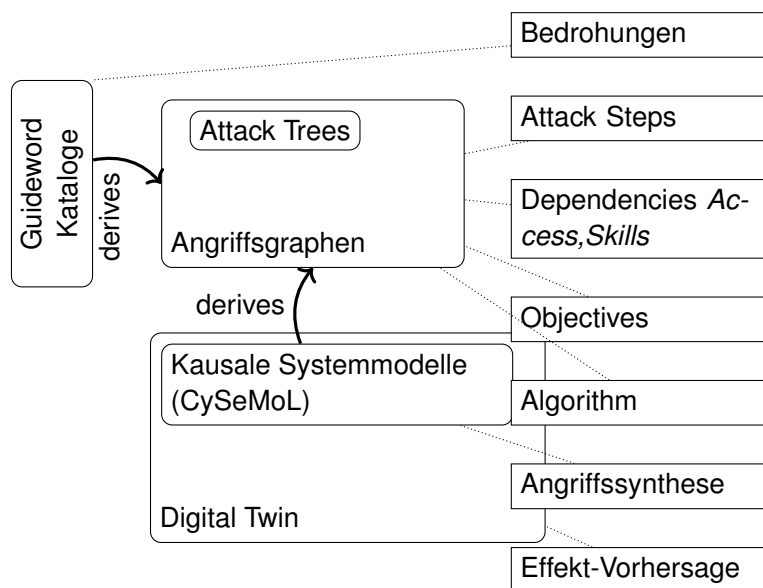 Bedrohungen
Guideword
Kataloge
derives
Attack Trees
Angriffsgraphen
Attack Steps
Dependencies Ac-
cess,Skills
derives
Objectives
Kausale Systemmodelle
(CySeMoL)
Algorithm
Digital Twin
Angriffssynthese
Effekt-Vorhersage